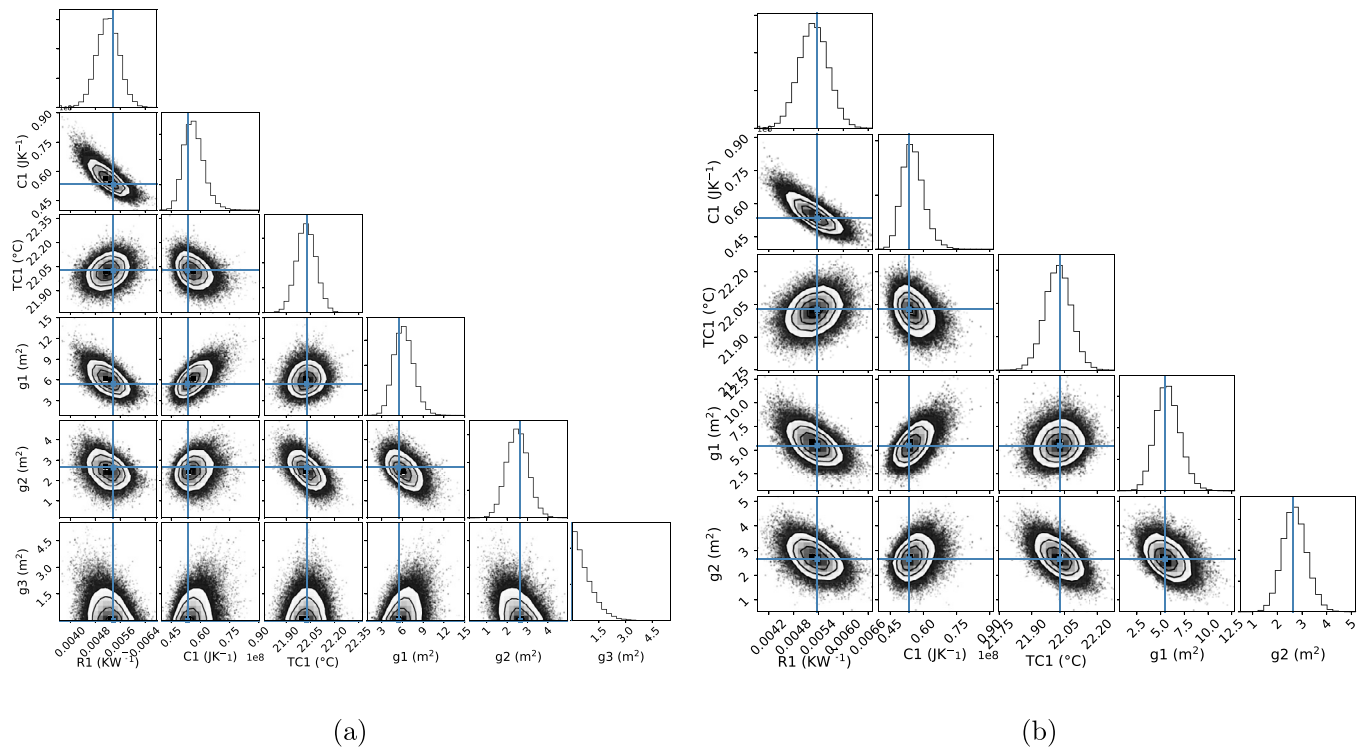 1e8
0.90
0.75
0.60
0.45
C1 (JK⁻¹)
22.35
22.20
22.05
21.90
TC1 (°C)
15
12
9
6
3
g1 (m²)
4
3
2
1
g2 (m²)
4.5
3.0
1.5
g3 (m²)
0.0040 0.0048 0.0056 0.0064
R1 (KW⁻¹)
0.45 0.60 0.75 0.90
C1 (JK⁻¹) 1e8
21.90 22.05 22.20 22.35
TC1 (°C)
3 6 9 12 15
g1 (m²)
1 2 3 4
g2 (m²)
1.5 3.0 4.5
g3 (m²)
(a)
1e8
0.90
0.75
0.60
0.45
C1 (JK⁻¹)
22.20
22.05
21.90
21.75
TC1 (°C)
12.5
10.0
7.5
5.0
2.5
g1 (m²)
5
4
3
2
1
g2 (m²)
0.0042 0.0048 0.0054 0.0060 0.0066
R1 (KW⁻¹)
0.45 0.60 0.75 0.90
C1 (JK⁻¹) 1e8
21.75 21.90 22.05 22.20
TC1 (°C)
2.5 5.0 7.5 10.0 12.5
g1 (m²)
1 2 3 4 5
g2 (m²)
(b)